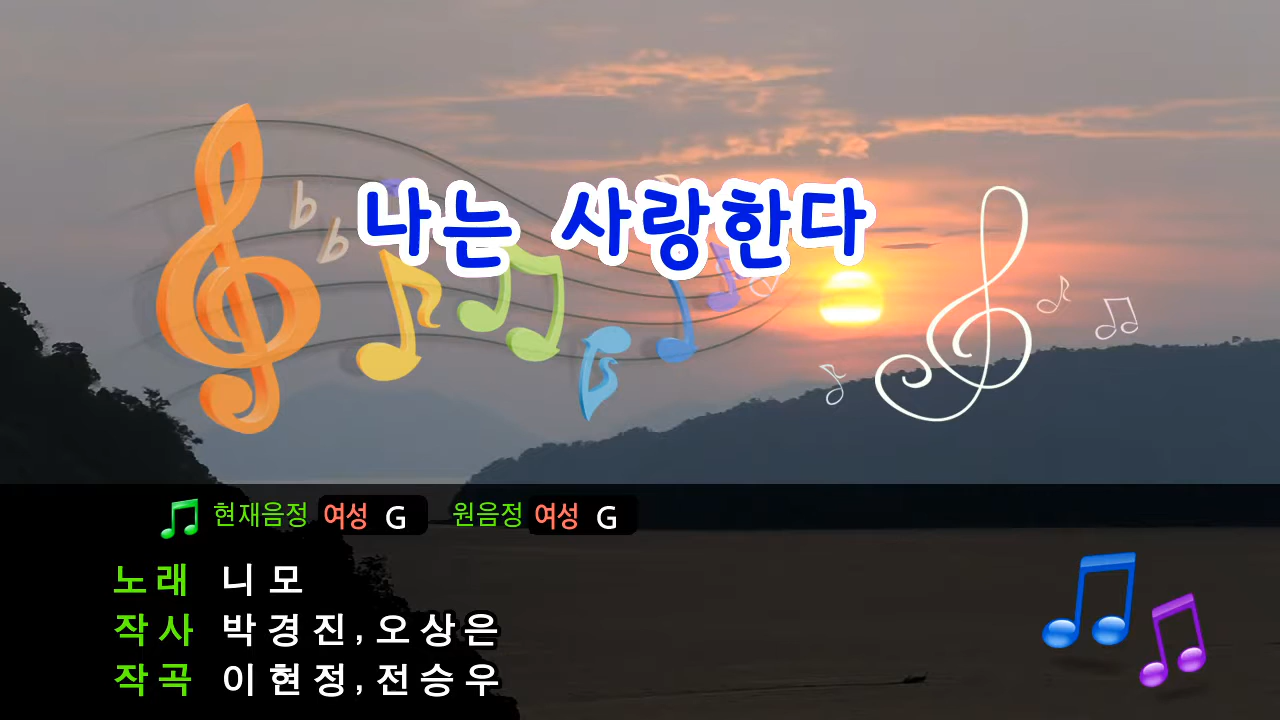 나는 사랑한다
현재음정 여성 G 원음정 여성 G
노래 니모
작사 박경진, 오상은
작곡 이현정, 전승우